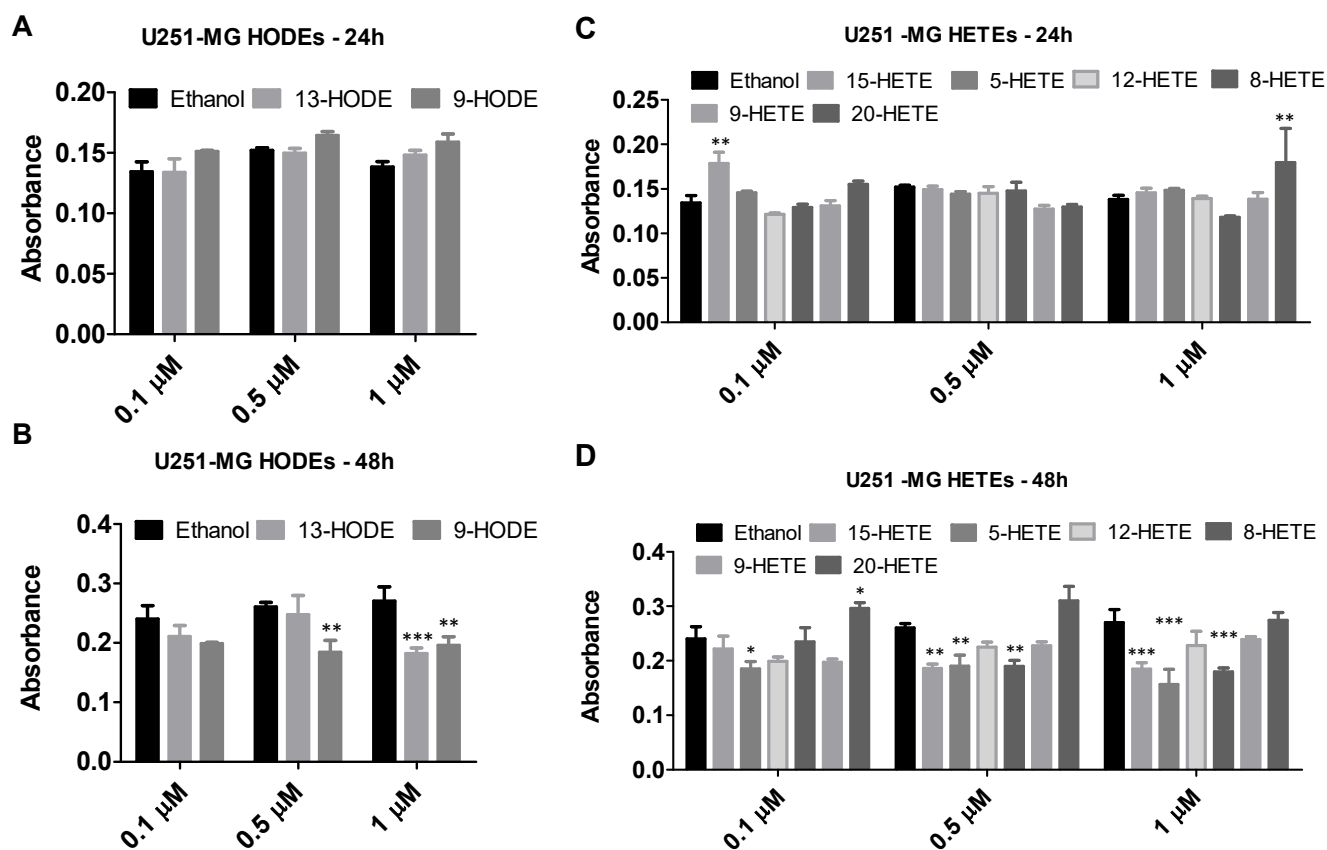 A
U251-MG HODEs - 24h
Ethanol 13-HODE 9-HODE
Absorbance
0.20
0.15
0.10
0.05
0.00
0.1 μM
0.5 μM
1 μM
B
U251-MG HODEs - 48h
Ethanol 13-HODE 9-HODE
Absorbance
0.4
0.3
0.2
0.1
0.0
**
***
**
0.1 μM
0.5 μM
1 μM
C
U251 -MG HETEs - 24h
Ethanol 15-HETE 5-HETE 12-HETE 8-HETE
9-HETE 20-HETE
Absorbance
0.25
0.20
0.15
0.10
0.05
0.00
**
**
0.1 μM
0.5 μM
1 μM
D
U251 -MG HETEs - 48h
Ethanol 15-HETE 5-HETE 12-HETE 8-HETE
9-HETE 20-HETE
Absorbance
0.4
0.3
0.2
0.1
0.0
*
*
**
**
**
***
***
***
0.1 μM
0.5 μM
1 μM